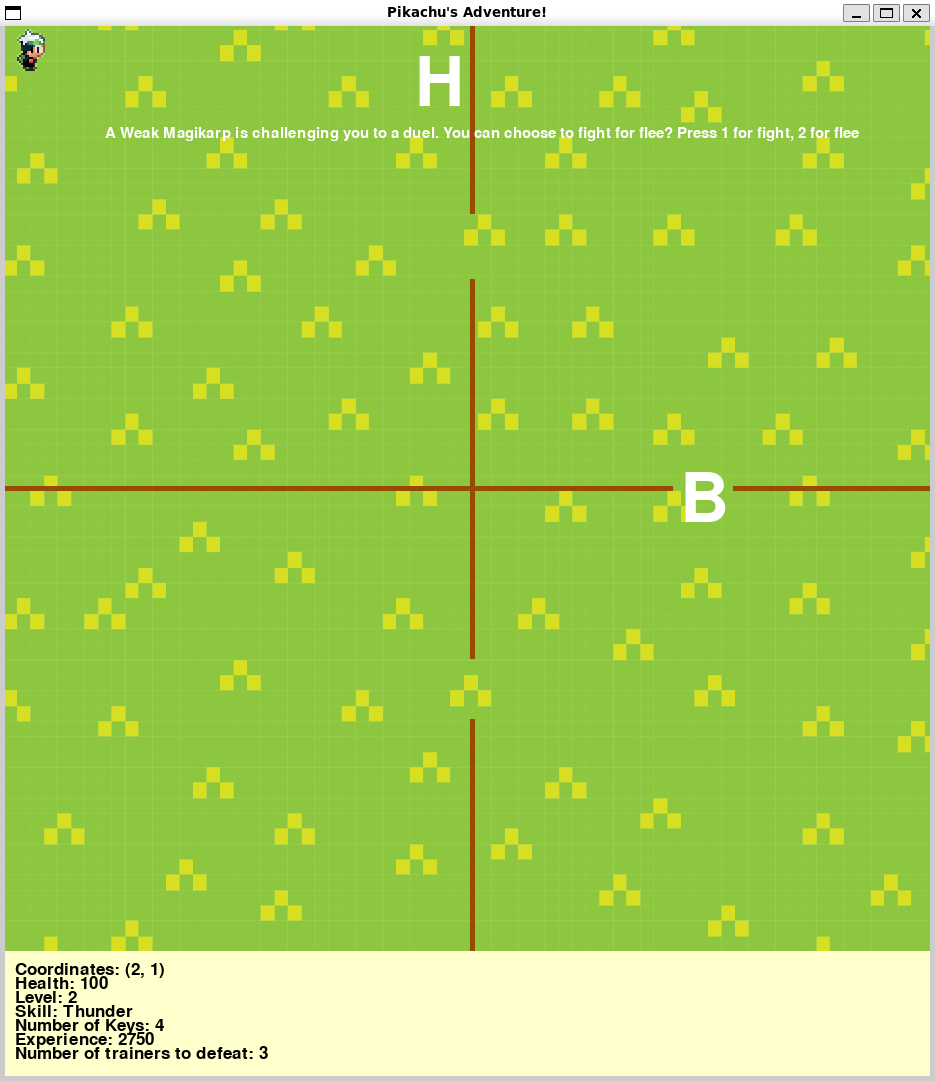 Pikachu's Adventure!
H
A Weak Magikarp is challenging you to a duel. You can choose to fight for flee? Press 1 for fight, 2 for flee
B
Coordinates: (2, 1)
Health: 100
Level: 2
Skill: Thunder
Number of Keys: 4
Experience: 2750
Number of trainers to defeat: 3